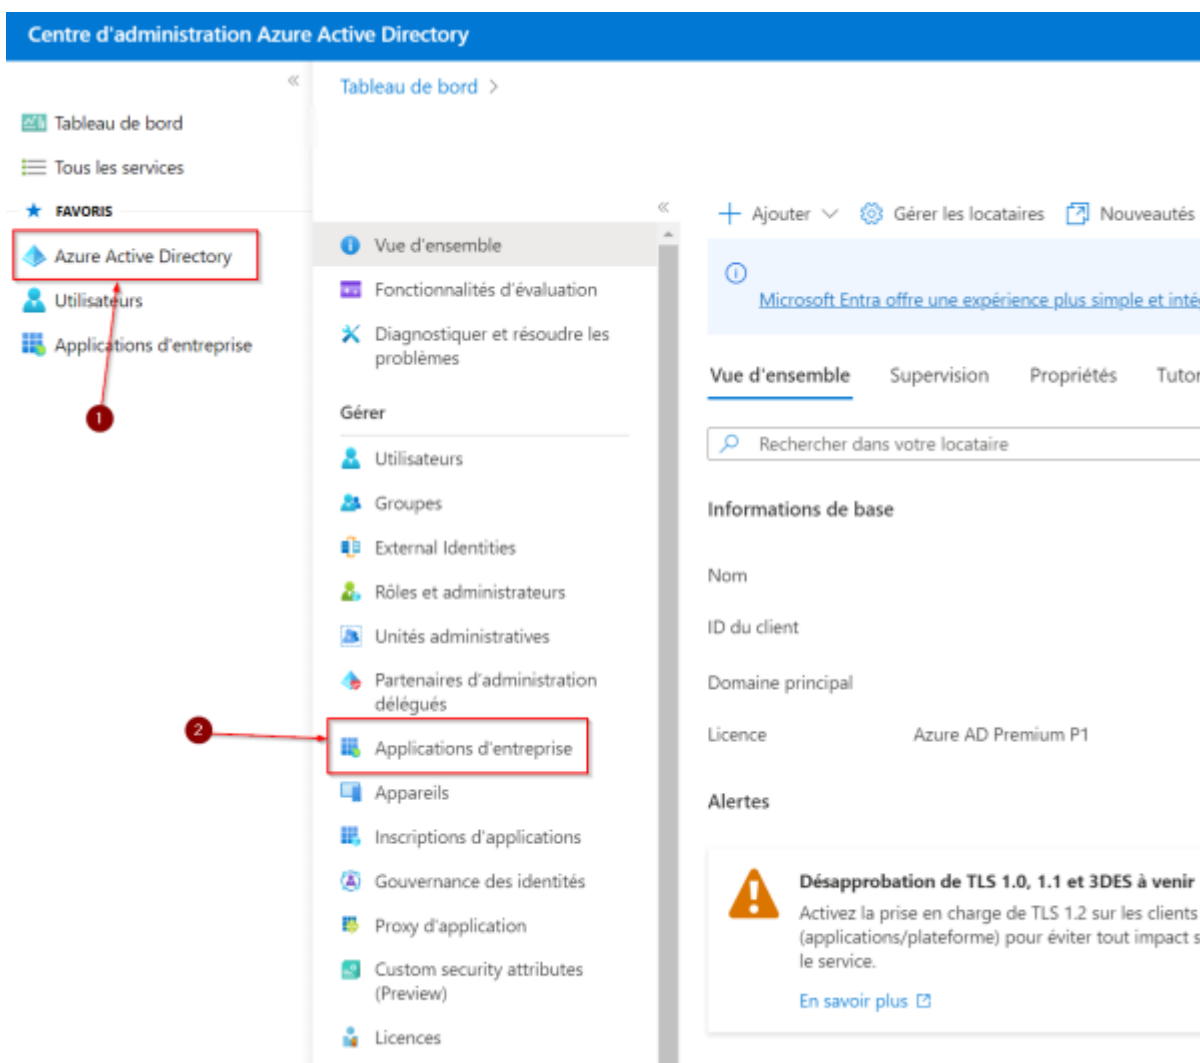 Centre d'administration Azure Active Directory
«
Tableau de bord >
Tableau de bord
Tous les services
FAVORIS
Azure Active Directory
Utilisateurs
Applications d'entreprise
1
«
Vue d'ensemble
Fonctionnalités d'évaluation
Diagnostiquer et résoudre les
problèmes
Gérer
Utilisateurs
Groupes
External Identities
Rôles et administrateurs
Unités administratives
Partenaires d'administration
délégués
2
Applications d'entreprise
Appareils
Inscriptions d'applications
Gouvernance des identités
Proxy d'application
Custom security attributes
(Preview)
Licences
Ajouter Gérer les locataires Nouveautés
Microsoft Entra offre une expérience plus simple et inté
Vue d'ensemble Supervision Propriétés Tutor
Rechercher dans votre locataire
Informations de base
Nom
ID du client
Domaine principal
Licence Azure AD Premium P1
Alertes
Désapprobation de TLS 1.0, 1.1 et 3DES à venir
Activez la prise en charge de TLS 1.2 sur les clients
(applications/plateforme) pour éviter tout impact s
le service.
En savoir plus